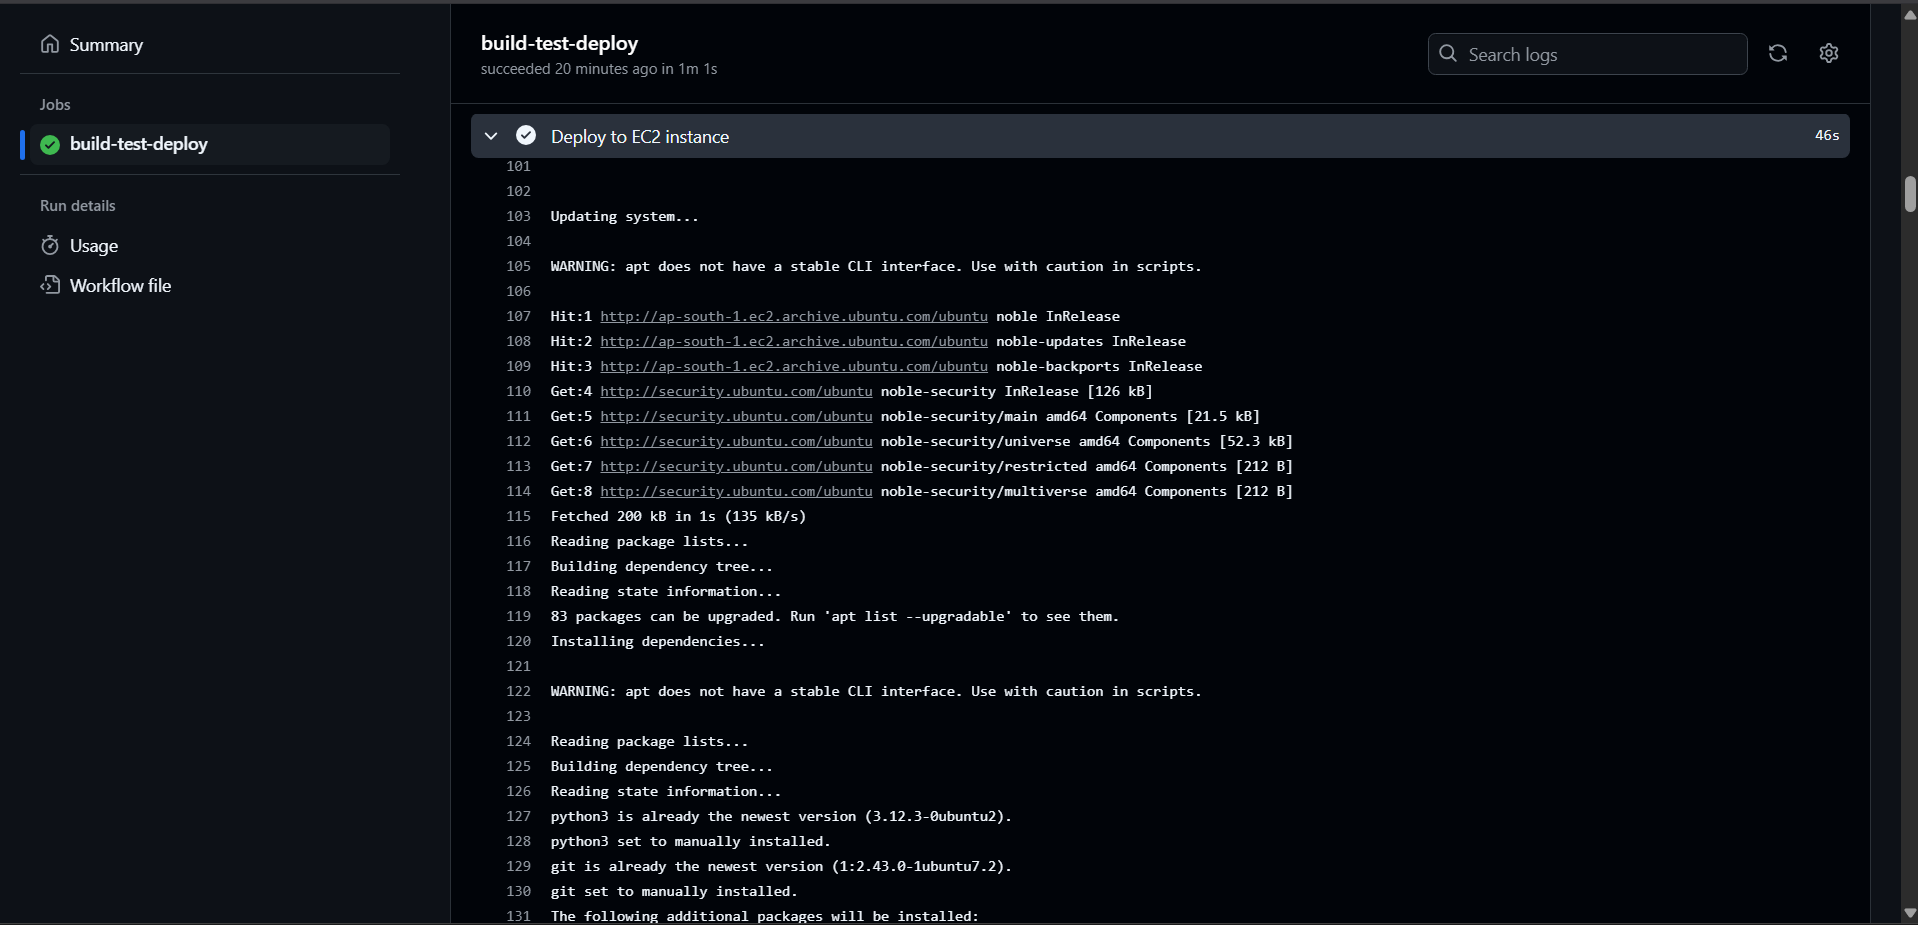 Summary
Jobs
build-test-deploy
Run details
Usage
Workflow file
build-test-deploy
succeeded 20 minutes ago in 1m 1s
Search logs
Deploy to EC2 instance 46s
101
102
103 Updating system...
104
105 WARNING: apt does not have a stable CLI interface. Use with caution in scripts.
106
107 Hit:1 http://ap-south-1.ec2.archive.ubuntu.com/ubuntu noble InRelease
108 Hit:2 http://ap-south-1.ec2.archive.ubuntu.com/ubuntu noble-updates InRelease
109 Hit:3 http://ap-south-1.ec2.archive.ubuntu.com/ubuntu noble-backports InRelease
110 Get:4 http://security.ubuntu.com/ubuntu noble-security InRelease [126 kB]
111 Get:5 http://security.ubuntu.com/ubuntu noble-security/main amd64 Components [21.5 kB]
112 Get:6 http://security.ubuntu.com/ubuntu noble-security/universe amd64 Components [52.3 kB]
113 Get:7 http://security.ubuntu.com/ubuntu noble-security/restricted amd64 Components [212 B]
114 Get:8 http://security.ubuntu.com/ubuntu noble-security/multiverse amd64 Components [212 B]
115 Fetched 200 kB in 1s (135 kB/s)
116 Reading package lists...
117 Building dependency tree...
118 Reading state information...
119 83 packages can be upgraded. Run 'apt list --upgradable' to see them.
120 Installing dependencies...
121
122 WARNING: apt does not have a stable CLI interface. Use with caution in scripts.
123
124 Reading package lists...
125 Building dependency tree...
126 Reading state information...
127 python3 is already the newest version (3.12.3-0ubuntu2).
128 python3 set to manually installed.
129 git is already the newest version (1:2.43.0-1ubuntu7.2).
130 git set to manually installed.
131 The following additional packages will be installed: